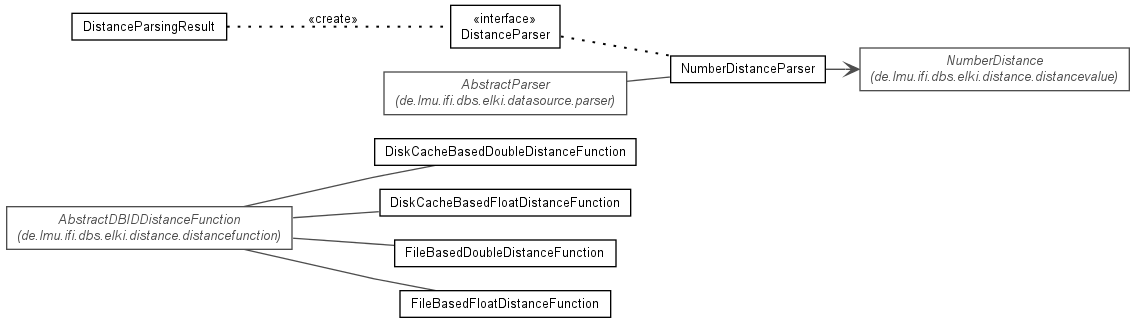 DistanceParsingResult
«create»
«interface»
DistanceParser
AbstractParser
(de.lmu.ifi.dbs.elki.datasource.parser)
NumberDistanceParser
NumberDistance
(de.lmu.ifi.dbs.elki.distance.distancevalue)
DiskCacheBasedDoubleDistanceFunction
DiskCacheBasedFloatDistanceFunction
AbstractDBIDDistanceFunction
(de.lmu.ifi.dbs.elki.distance.distancefunction)
FileBasedDoubleDistanceFunction
FileBasedFloatDistanceFunction